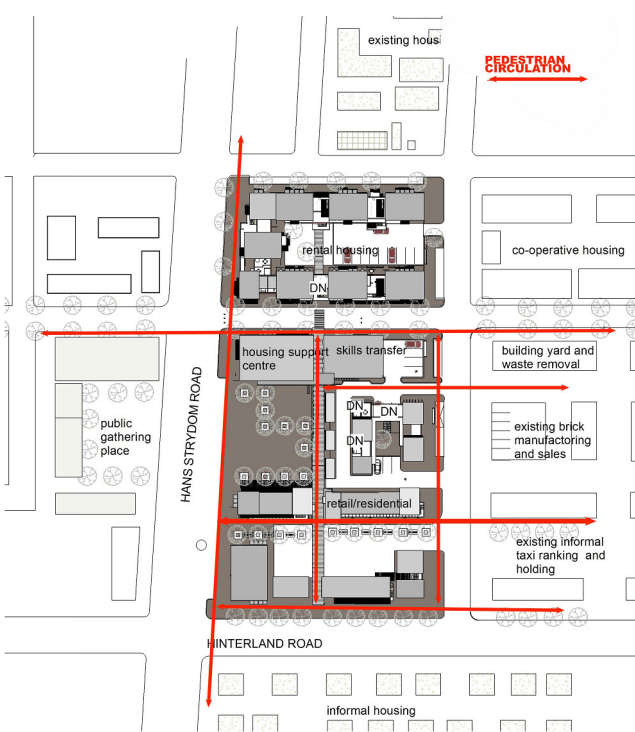 existing housi
PEDESTRIAN
CIRCULATION
rental housing
co-operative housing
DN
housing support
centre
skills transfer
building yard and
waste removal
HANS STRYDOM ROAD
public
gathering
place
DN
DN
DN
existing brick
manufactoring
and sales
retail/residential
existing informal
taxi ranking and
holding
HINTERLAND ROAD
informal housing